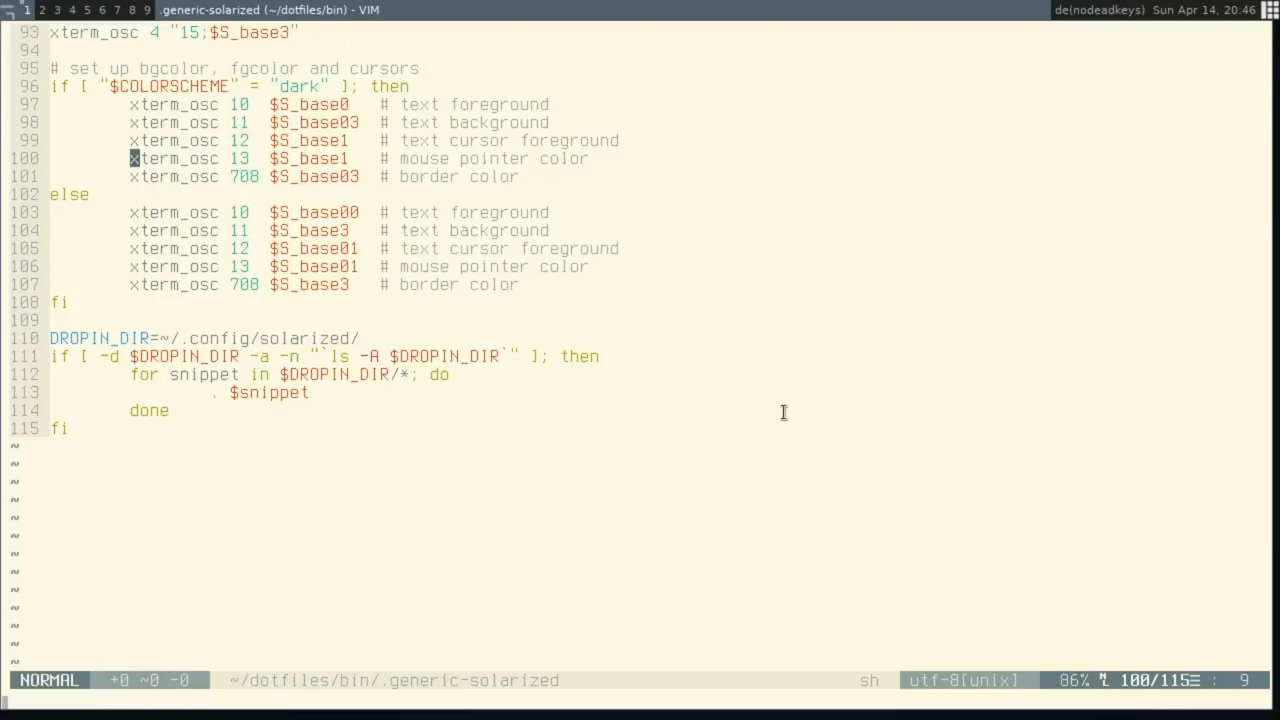 1 2 3 4 5 6 7 8 9 .generic-solarized (~/dotfiles/bin) - VIM de(nodeadkeys) Sun Apr 14, 20:46
93 xterm_osc 4 "15;$S_base3"
94
95 # set up bgcolor, fgcolor and cursors
96 if [ "$COLORSCHEME" = "dark" ]; then
97 xterm_osc 10 $S_base0 # text foreground
98 xterm_osc 11 $S_base03 # text background
99 xterm_osc 12 $S_base1 # text cursor foreground
100 xterm_osc 13 $S_base1 # mouse pointer color
101 xterm_osc 708 $S_base03 # border color
102 else
103 xterm_osc 10 $S_base00 # text foreground
104 xterm_osc 11 $S_base3 # text background
105 xterm_osc 12 $S_base01 # text cursor foreground
106 xterm_osc 13 $S_base01 # mouse pointer color
107 xterm_osc 708 $S_base3 # border color
108 fi
109
110 DROPIN_DIR=~/.config/solarized/
111 if [ -d $DROPIN_DIR -a -n "`ls -A $DROPIN_DIR`" ]; then
112 for snippet in $DROPIN_DIR/*; do
113 . $snippet
114 done
115 fi
~
~
~
~
~
~
~
~
~
~
~
~
~
NORMAL +0 ~0 -0 ~/dotfiles/bin/.generic-solarized sh utf-8[unix] 86% ␤ 100/115☰ : 9